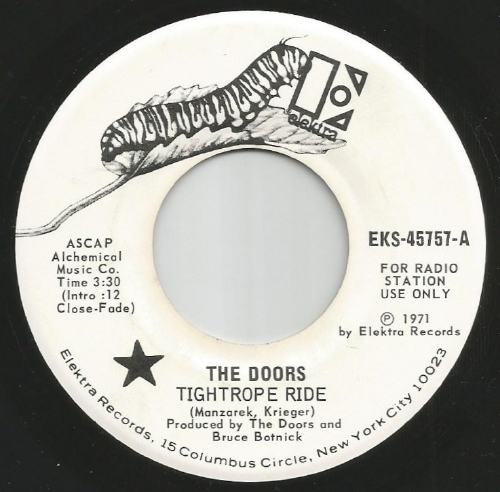 elektra
ASCAP
Alchemical
Music Co.
Time 3:30
(Intro :12
Close-Fade)
EKS-45757-A
FOR RADIO
STATION
USE ONLY
℗ 1971
by Elektra Records
THE DOORS
TIGHTROPE RIDE
(Manzarek, Krieger)
Produced by The Doors and
Bruce Botnick
Elektra Records, 15 Columbus Circle, New York City 10023